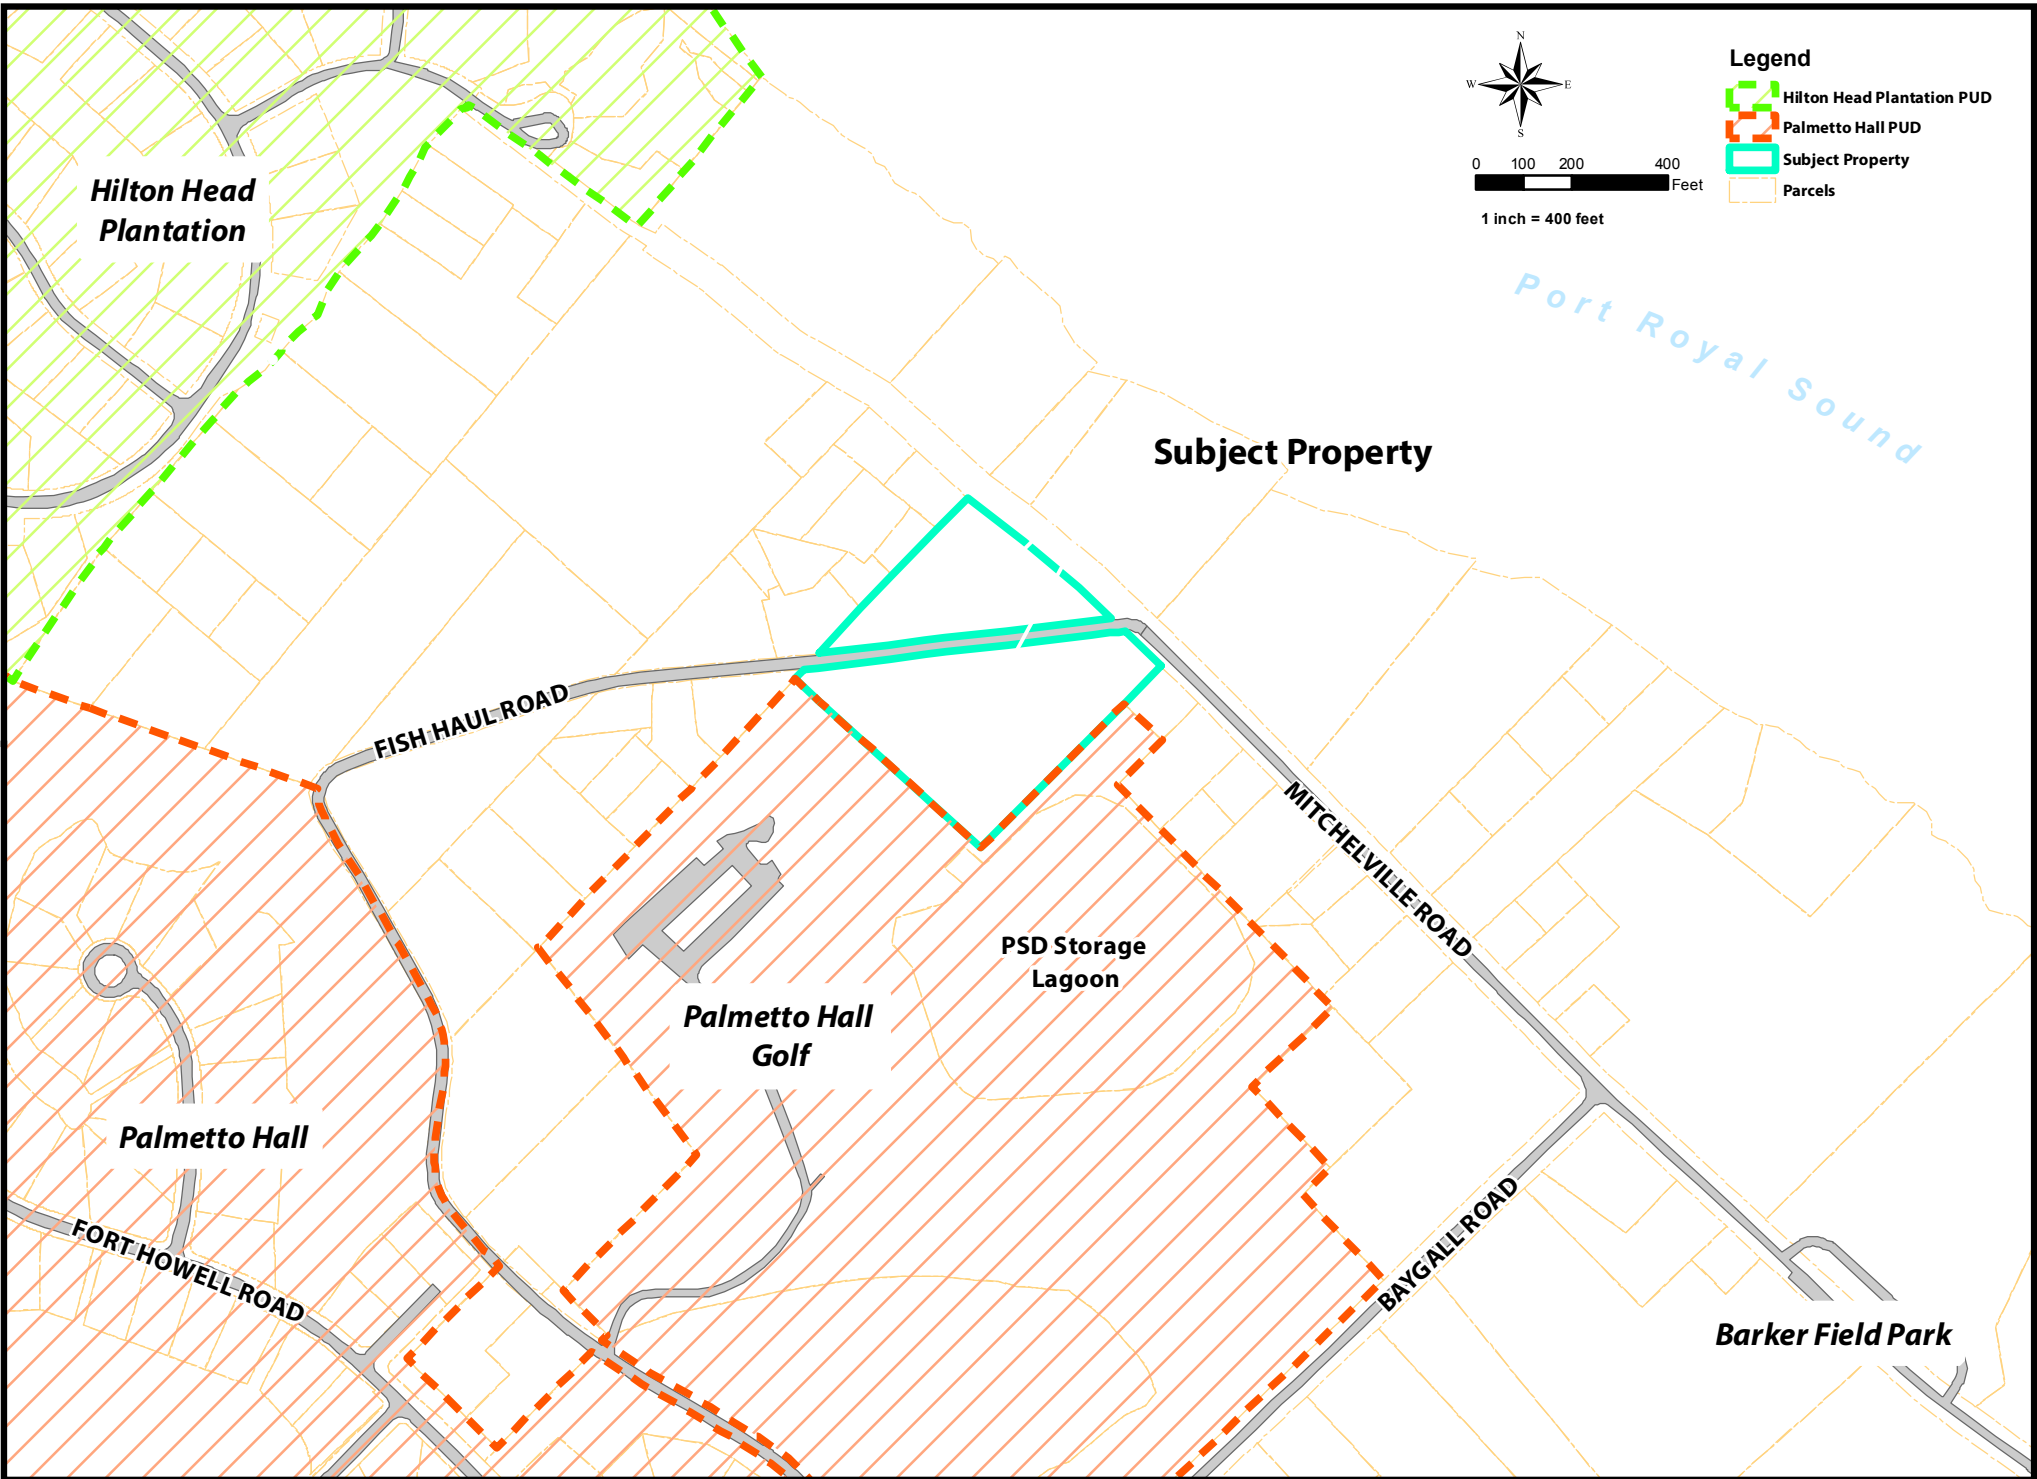 N
W
E
S
0 100 200 400
Feet
1 inch = 400 feet
Legend
Hilton Head Plantation PUD
Palmetto Hall PUD
Subject Property
Parcels
Hilton Head
Plantation
Port Royal Sound
Subject Property
FISH HAUL ROAD
MITCHELVILLE ROAD
PSD Storage
Lagoon
Palmetto Hall
Golf
Palmetto Hall
FORT HOWELL ROAD
BAYGALL ROAD
Barker Field Park